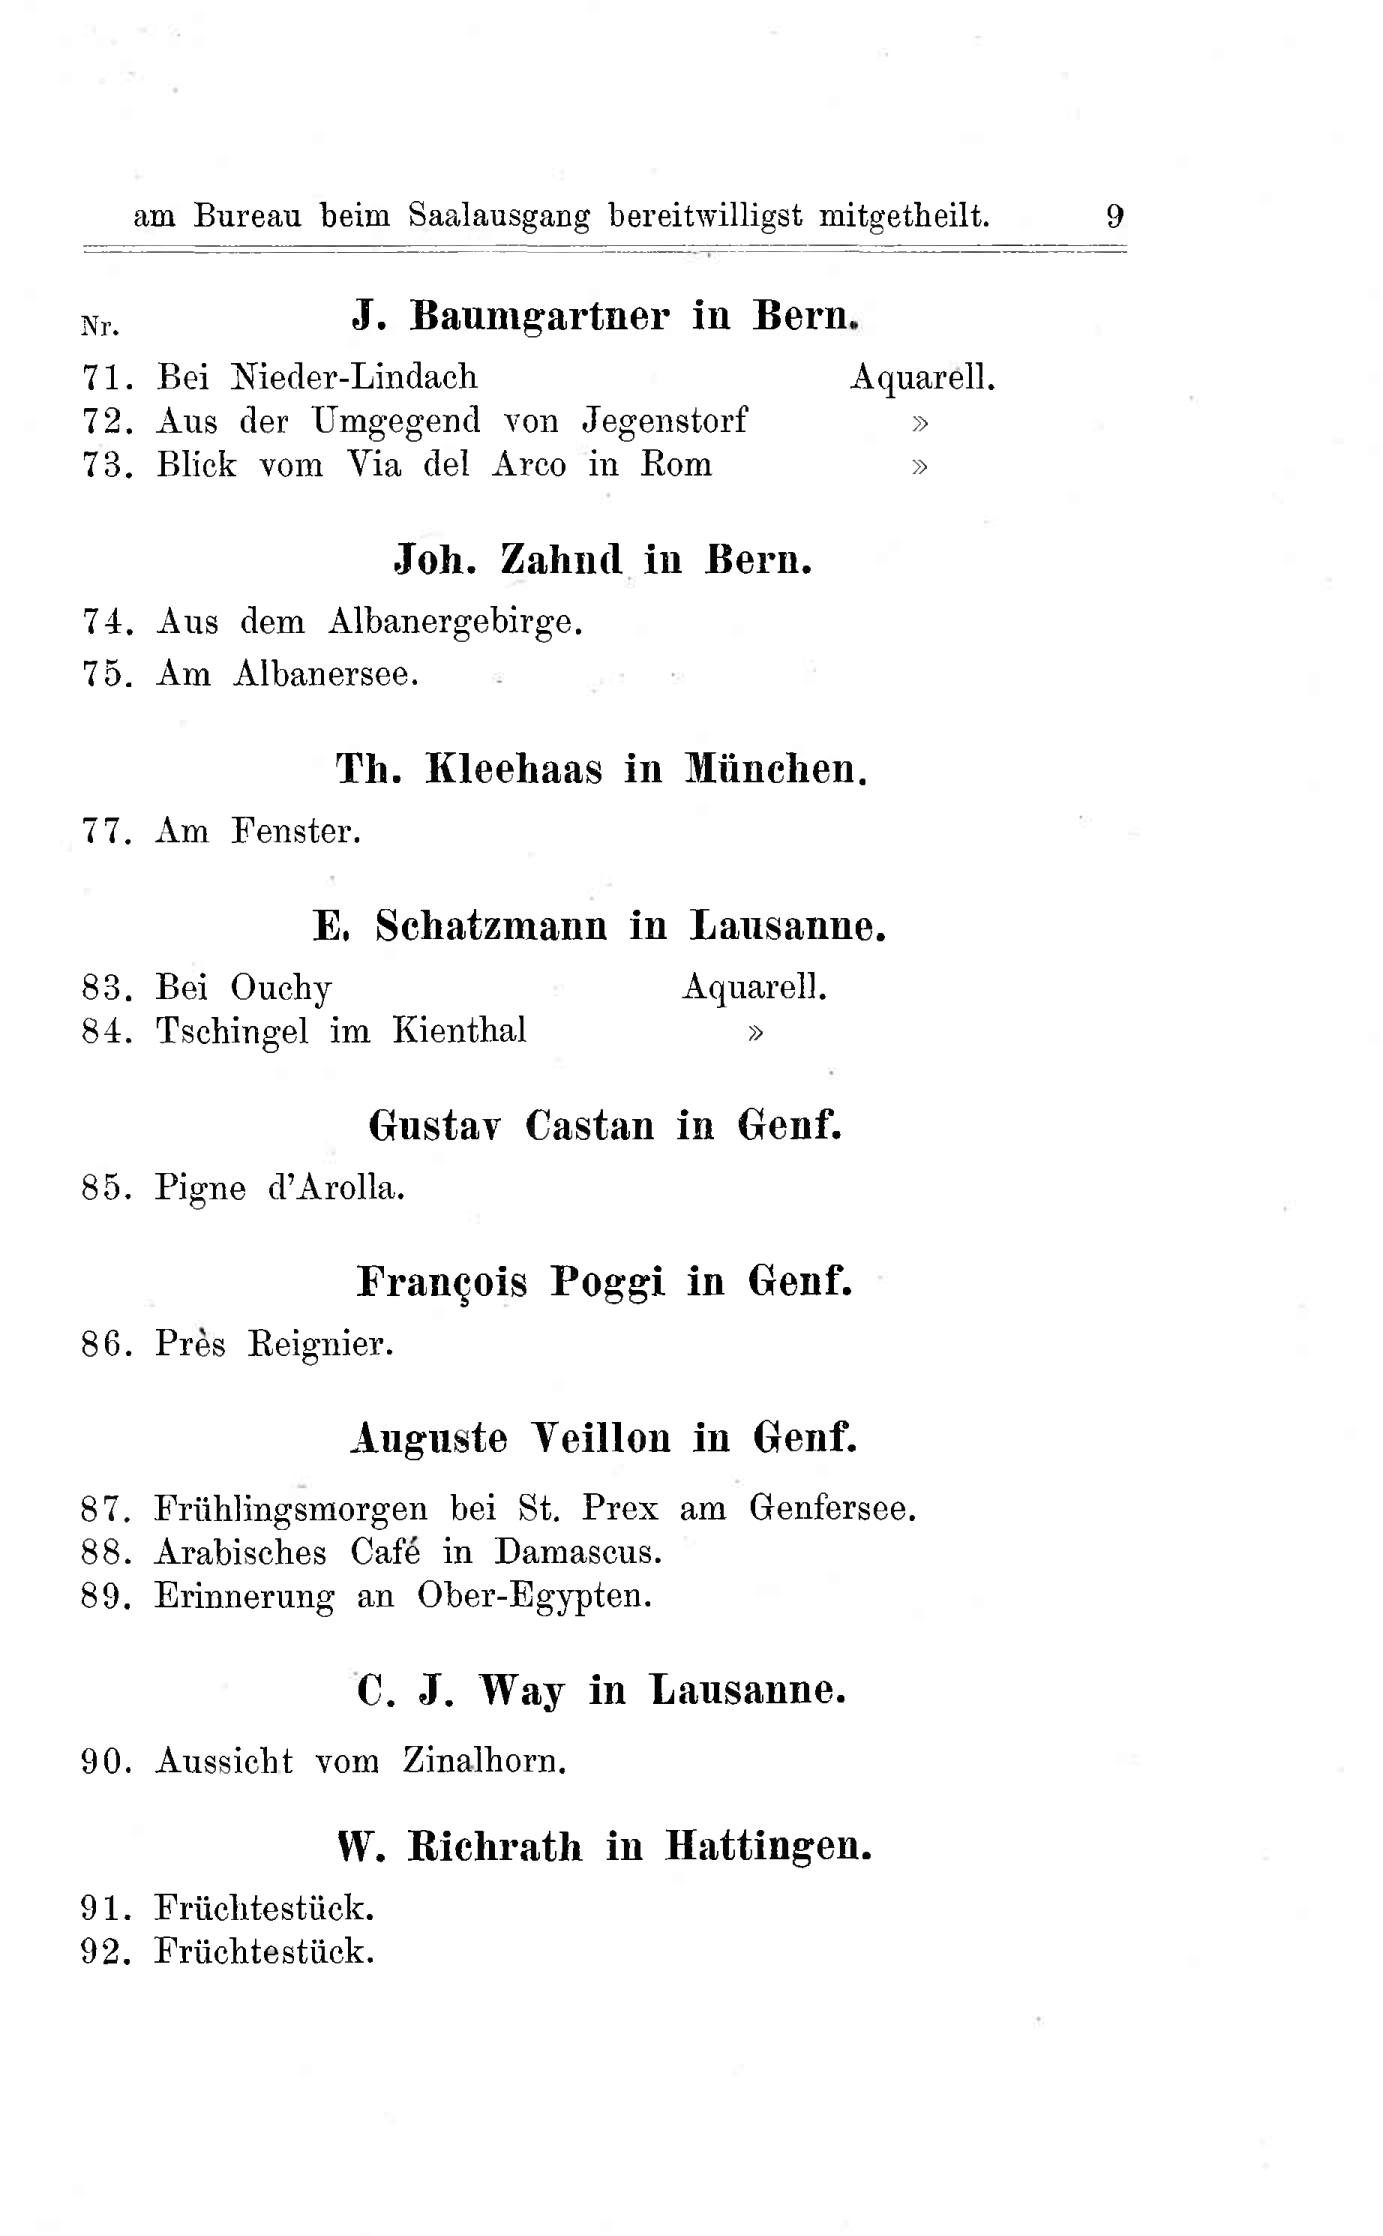 am Bureau beim Saalausgang bereitwilligst mitgetheilt. 9
Nr. J. Baumgartner in Bern.
71. Bei Nieder-Lindach Aquarell.
72. Aus der Umgegend von Jegenstorf »
73. Blick vom Via del Arco in Rom »
Joh. Zahnd in Bern.
74. Aus dem Albanergebirge.
75. Am Albanersee.
Th. Kleehaas in München.
77. Am Fenster.
E. Schatzmann in Lausanne.
83. Bei Ouchy Aquarell.
84. Tschingel im Kienthal »
Gustav Castan in Genf.
85. Pigne d'Arolla.
François Poggi in Genf.
86. Près Reignier.
Auguste Veillon in Genf.
87. Frühlingsmorgen bei St. Prex am Genfersee.
88. Arabisches Café in Damascus.
89. Erinnerung an Ober-Egypten.
C. J. Way in Lausanne.
90. Aussicht vom Zinalhorn.
W. Richrath in Hattingen.
91. Früchtestück.
92. Früchtestück.